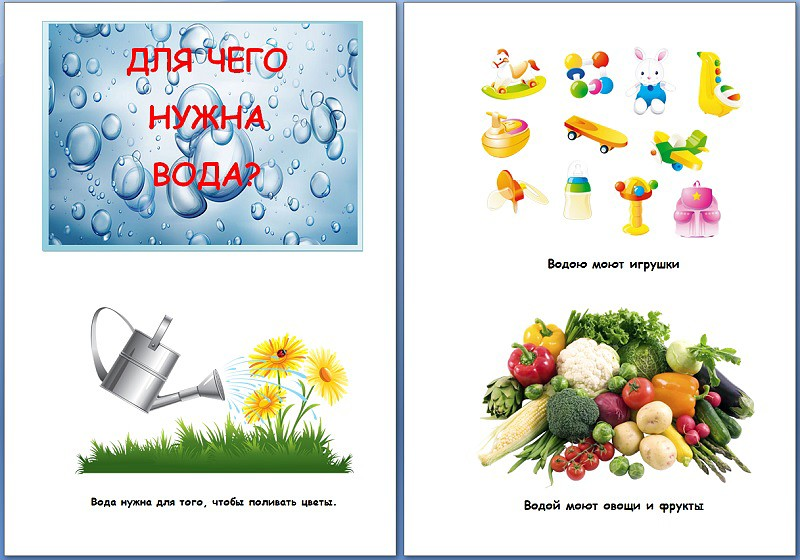 ДЛЯ ЧЕГО
НУЖНА
ВОДА?
Вода нужна для того, чтобы поливать цветы.
Водою моют игрушки
Водой моют овощи и фрукты